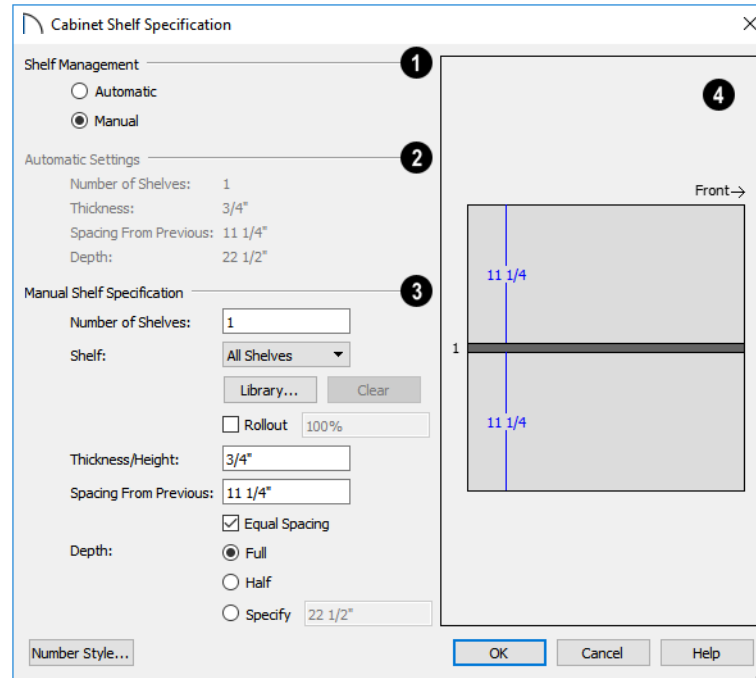 Cabinet Shelf Specification
Shelf Management
1
Automatic
Manual
Automatic Settings
2
Number of Shelves: 1
Thickness: 3/4"
Spacing From Previous: 11 1/4"
Depth: 22 1/2"
Manual Shelf Specification
3
Number of Shelves: 1
Shelf: All Shelves
Library... Clear
Rollout 100%
Thickness/Height: 3/4"
Spacing From Previous: 11 1/4"
Equal Spacing
Depth: Full
Half
Specify 22 1/2"
4
Front→
11 1/4
1
11 1/4
Number Style... OK Cancel Help